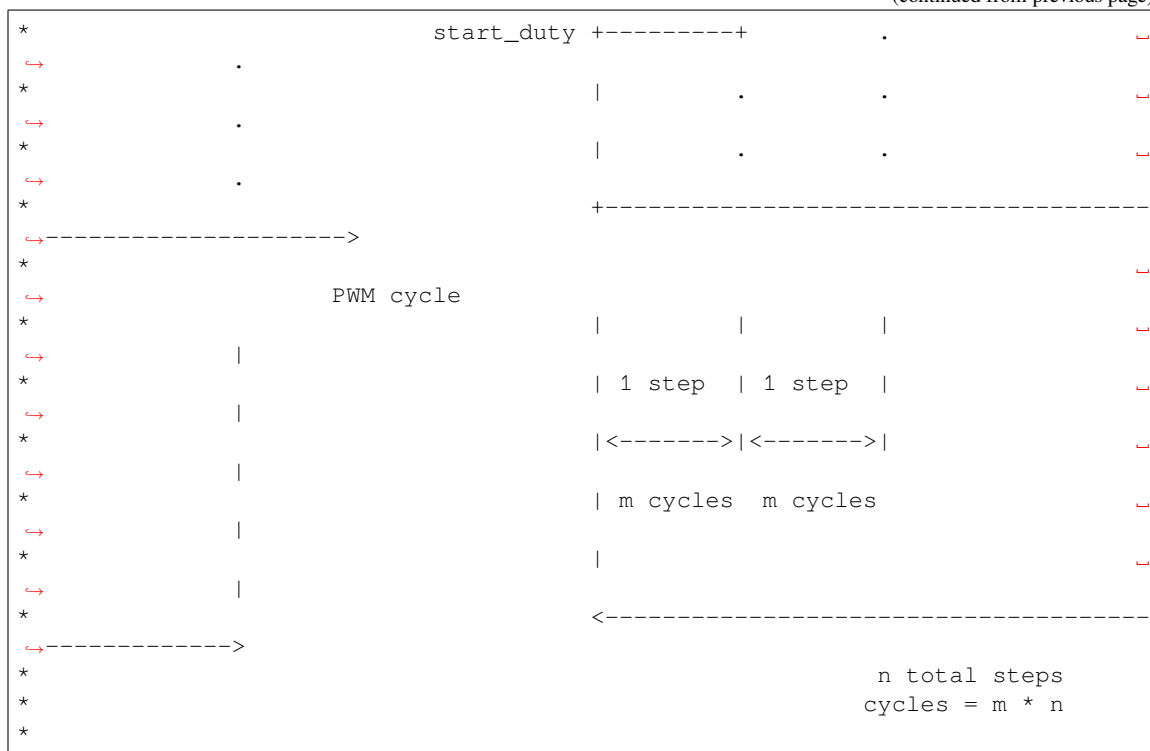 (continued from previous page)
*                            start_duty +---------+         .                 ␣
↪             .
*                                       |         .         .                 ␣
↪             .
*                                       |         .         .                 ␣
↪             .
*                                       +--------------------------------------
↪--------------------->
*                                                                             ␣
↪                    PWM cycle
*                                       |         |         |                 ␣
↪             |
*                                       | 1 step  | 1 step  |                 ␣
↪             |
*                                       |<------->|<------->|                 ␣
↪             |
*                                       | m cycles  m cycles                  ␣
↪             |
*                                       |                                     ␣
↪             |
*                                       <--------------------------------------
↪------------->
*                                                           n total steps
*                                                          cycles = m * n
*